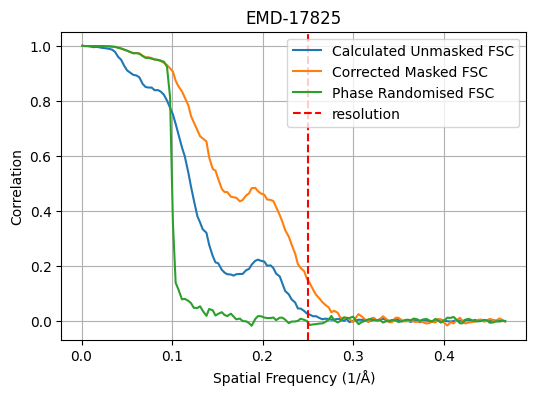 EMD-17825
Calculated Unmasked FSC
Corrected Masked FSC
Phase Randomised FSC
resolution
Correlation
1.0
0.8
0.6
0.4
0.2
0.0
0.0 0.1 0.2 0.3 0.4
Spatial Frequency (1/Å)